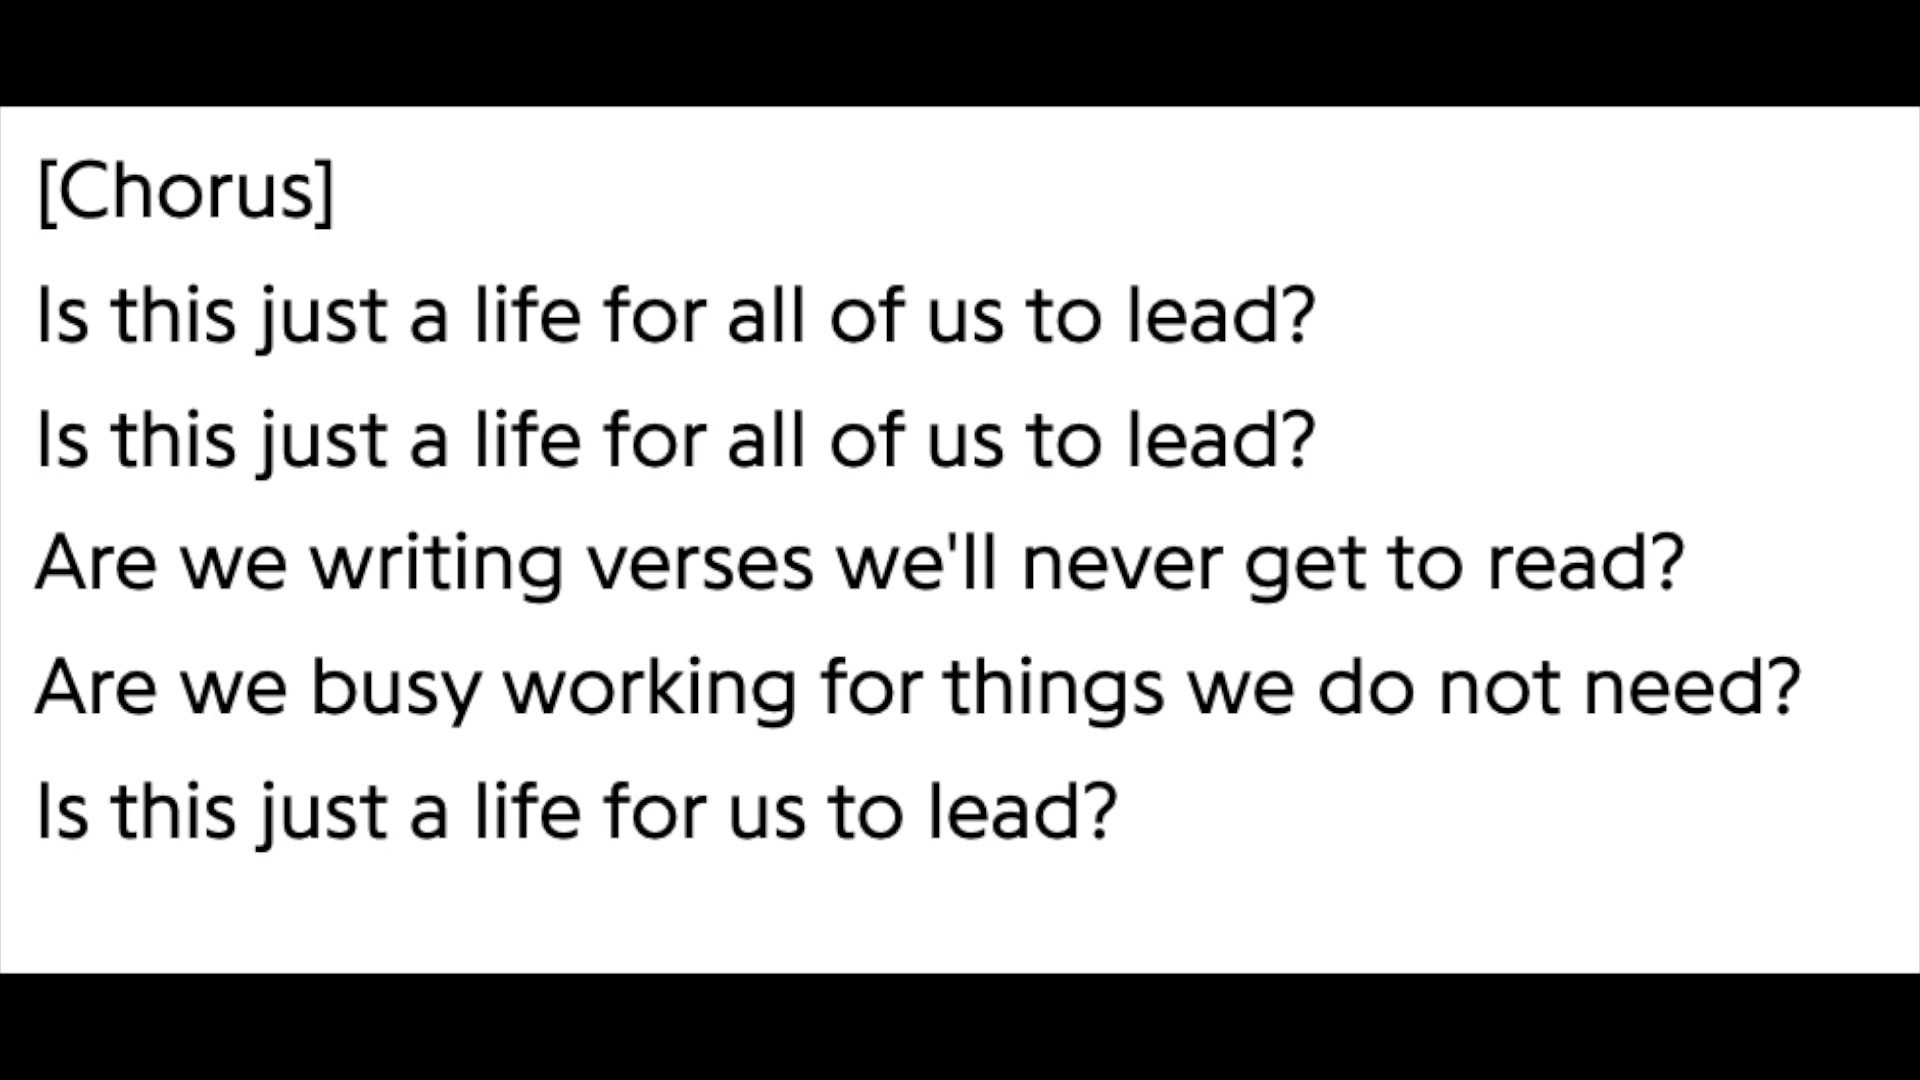 [Chorus]
Is this just a life for all of us to lead?
Is this just a life for all of us to lead?
Are we writing verses we'll never get to read?
Are we busy working for things we do not need?
Is this just a life for us to lead?